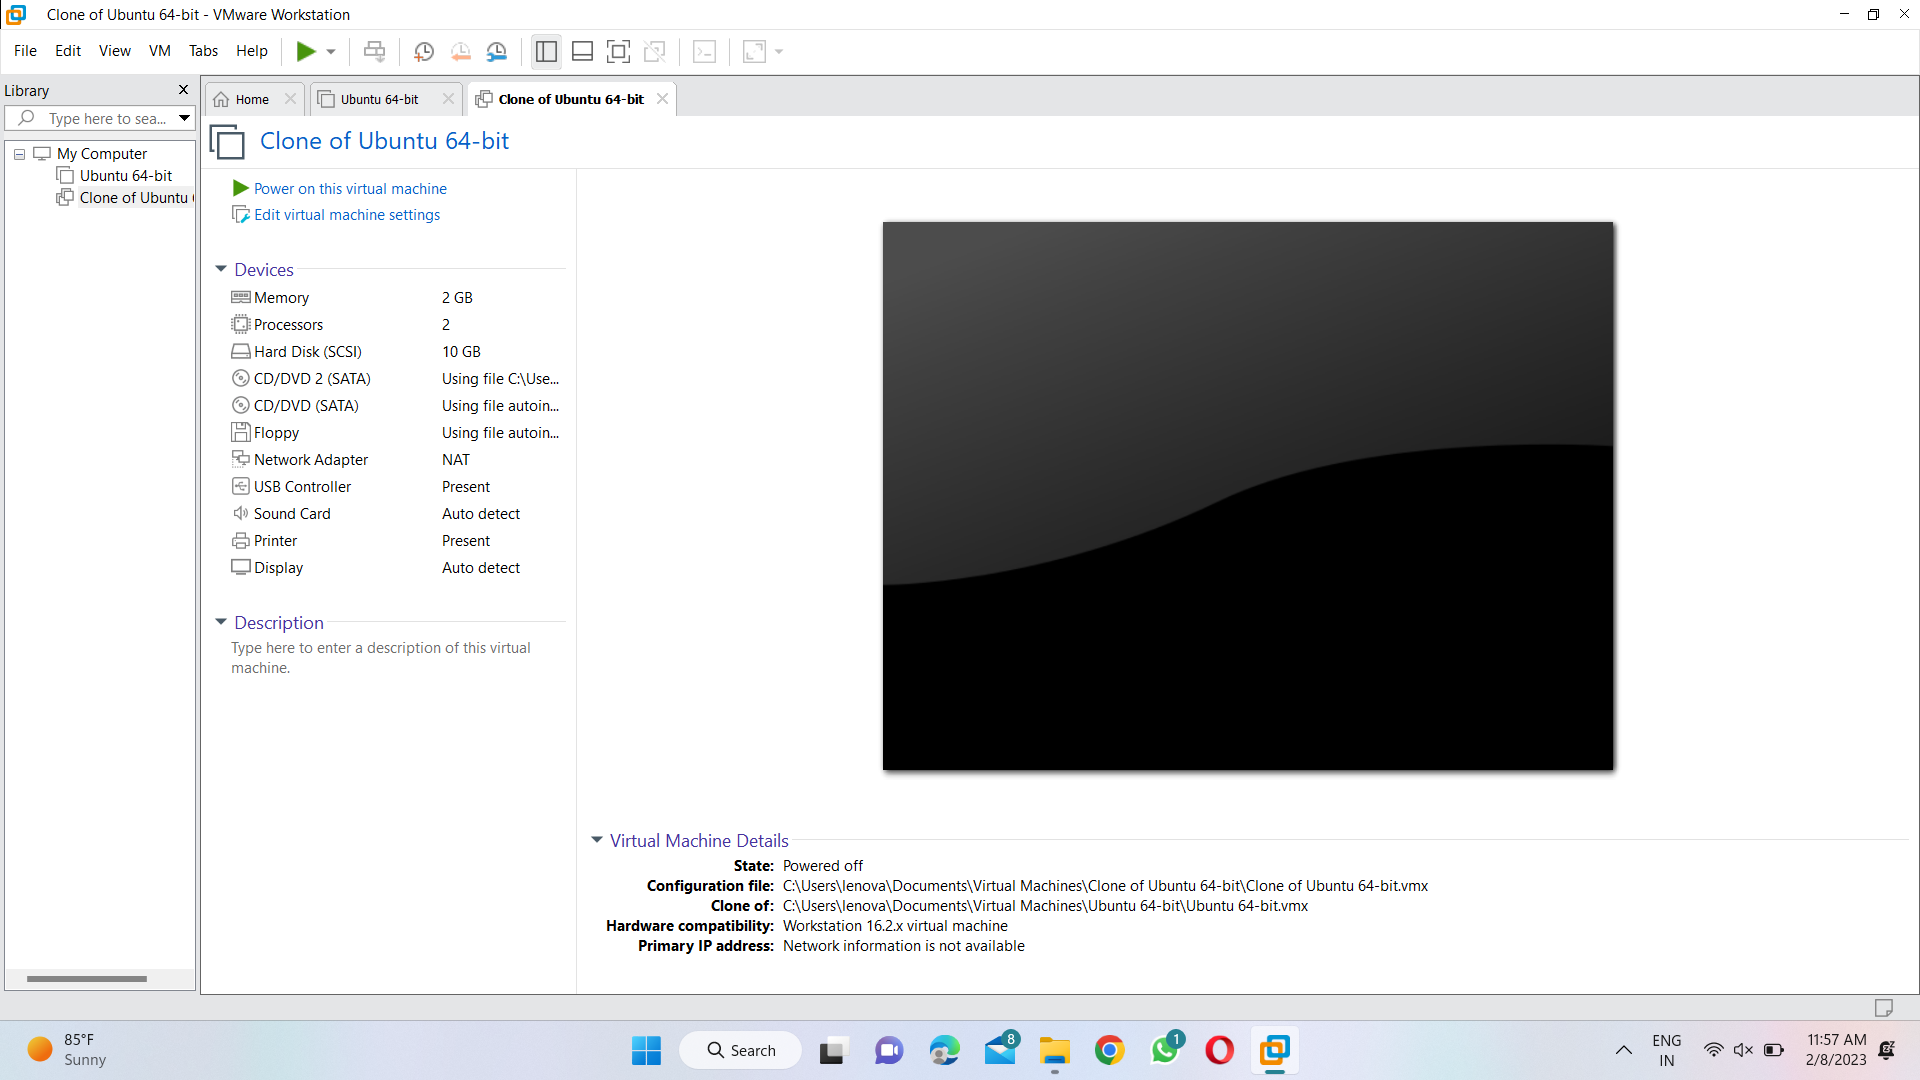 Clone of Ubuntu 64-bit - VMware Workstation
File Edit View VM Tabs Help
Library
Home
Ubuntu 64-bit
Clone of Ubuntu 64-bit
Type here to sea...
My Computer
Ubuntu 64-bit
Clone of Ubuntu
Clone of Ubuntu 64-bit
Power on this virtual machine
Edit virtual machine settings
Devices
Memory 2 GB
Processors 2
Hard Disk (SCSI) 10 GB
CD/DVD 2 (SATA) Using file C:\Use...
CD/DVD (SATA) Using file autoin...
Floppy Using file autoin...
Network Adapter NAT
USB Controller Present
Sound Card Auto detect
Printer Present
Display Auto detect
Description
Type here to enter a description of this virtual
machine.
Virtual Machine Details
State: Powered off
Configuration file: C:\Users\lenova\Documents\Virtual Machines\Clone of Ubuntu 64-bit\Clone of Ubuntu 64-bit.vmx
Clone of: C:\Users\lenova\Documents\Virtual Machines\Ubuntu 64-bit\Ubuntu 64-bit.vmx
Hardware compatibility: Workstation 16.2.x virtual machine
Primary IP address: Network information is not available
85°F
Sunny
Search
8
1
ENG
IN
11:57 AM
2/8/2023